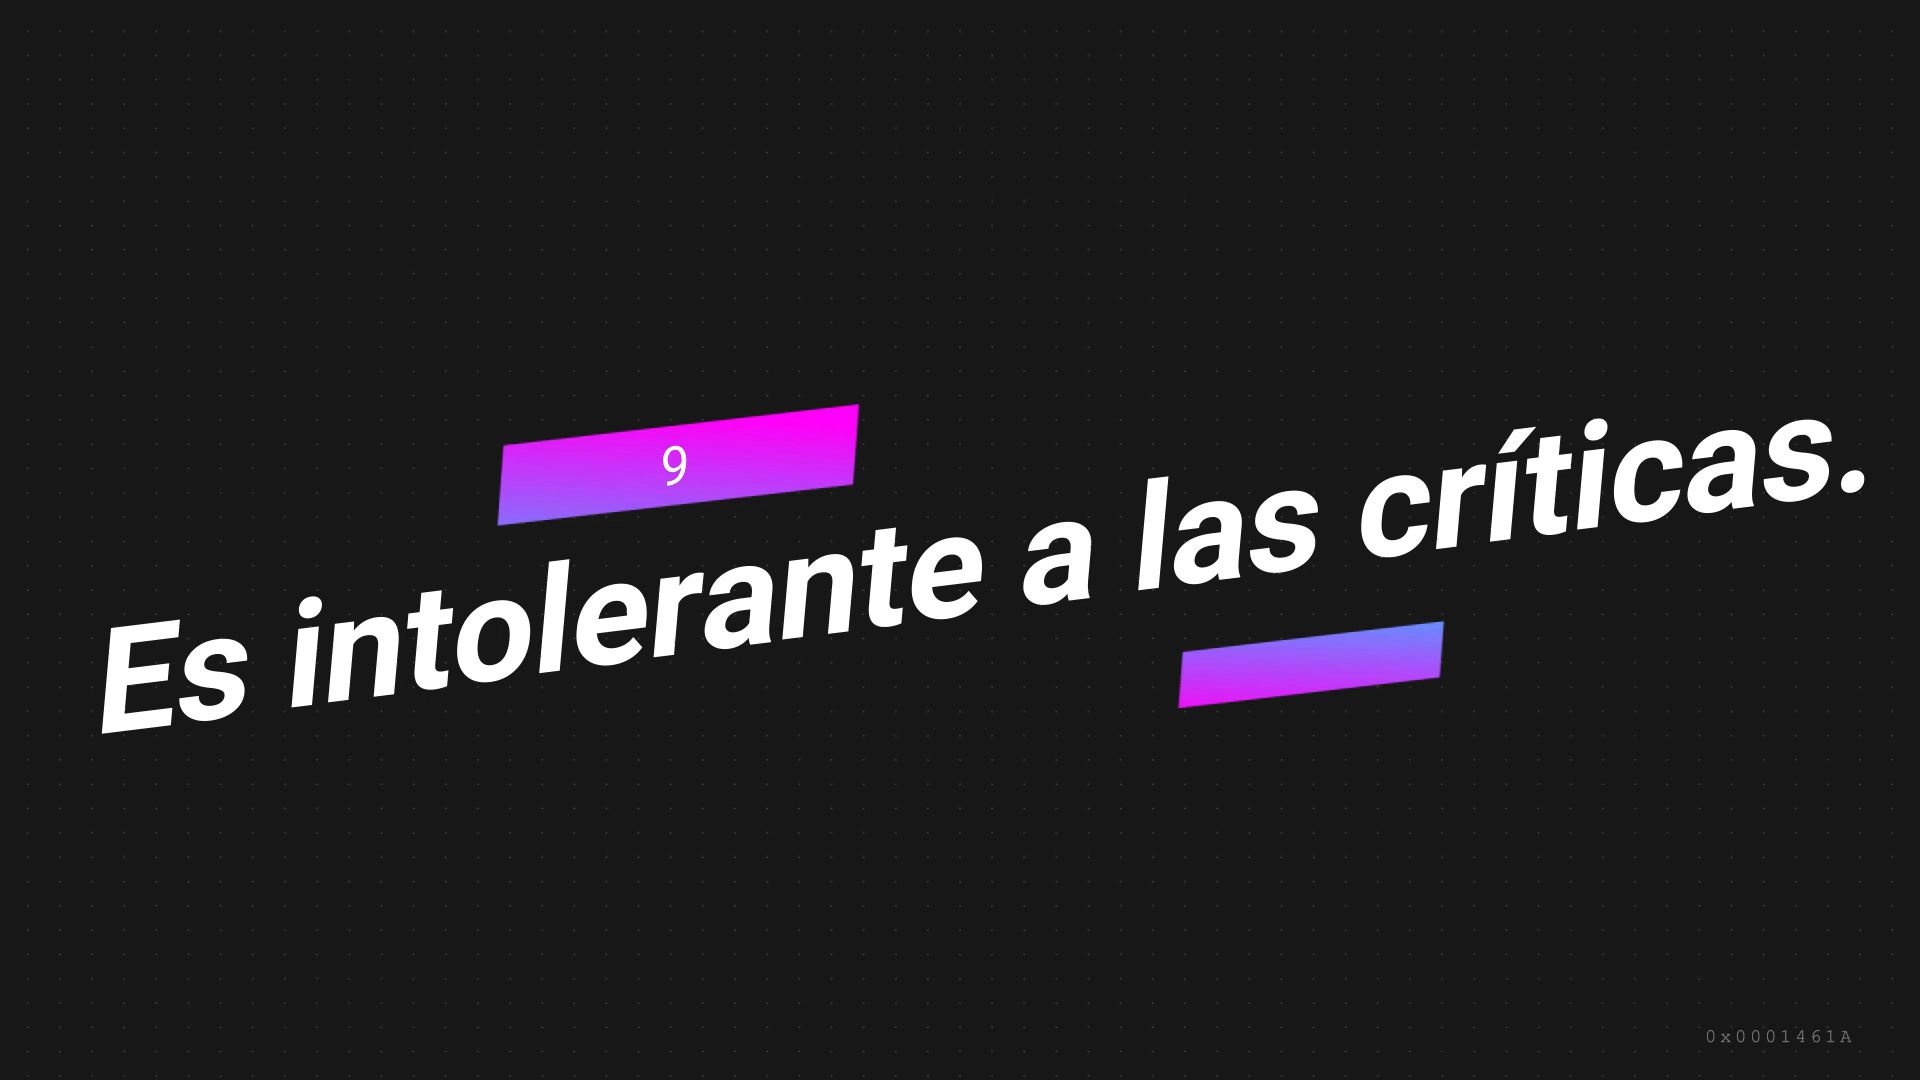 9
Es intolerante a las críticas.
0x0001461A